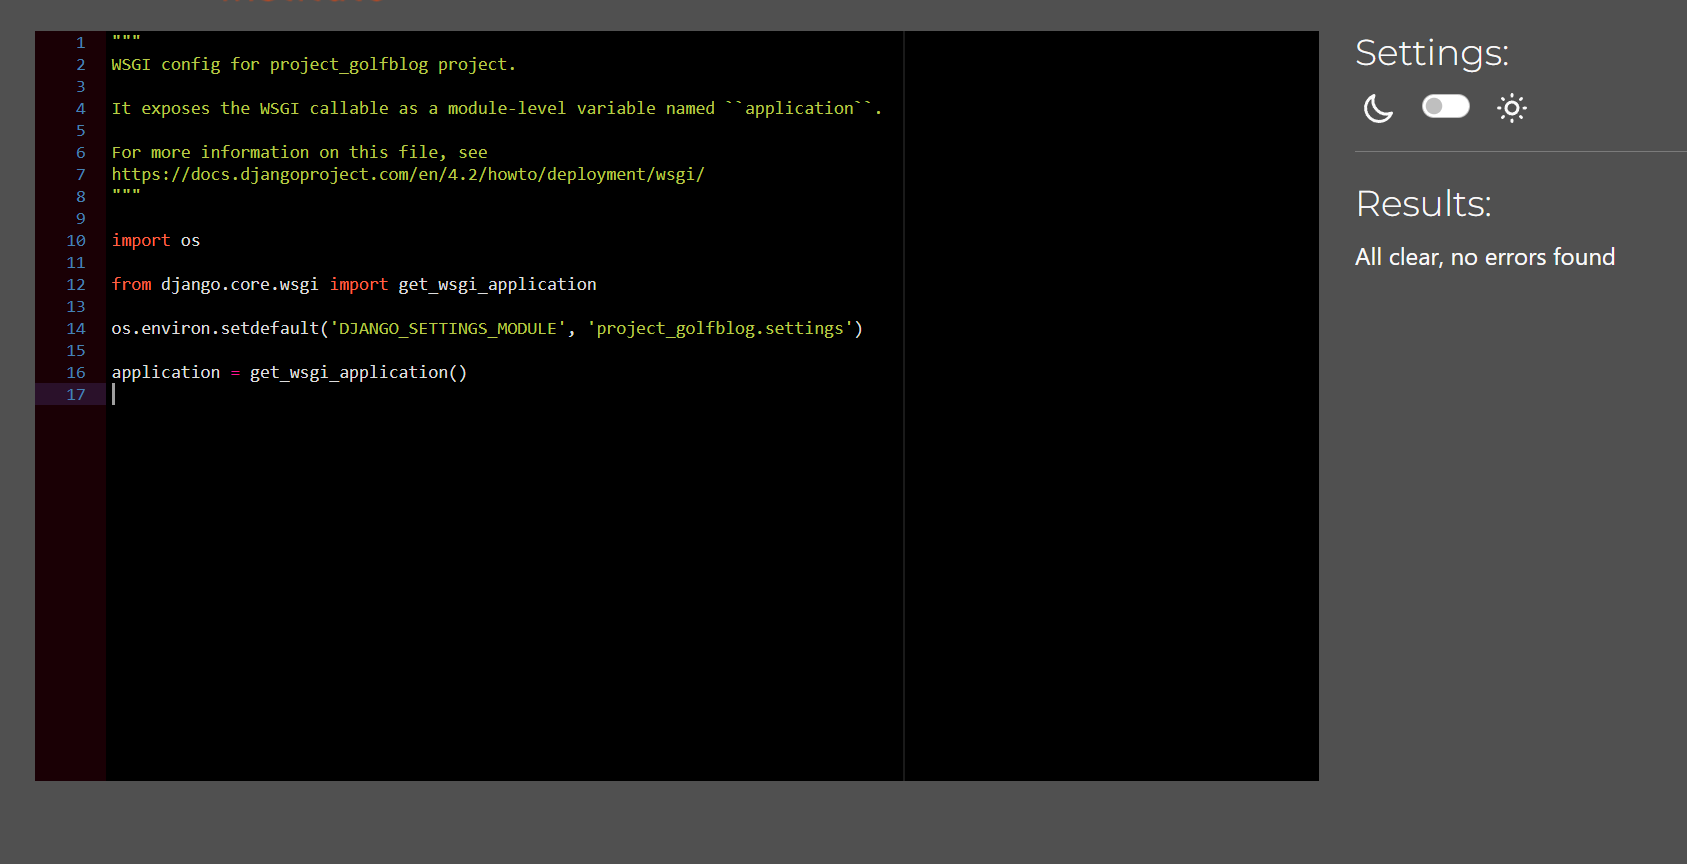 1 """
2 WSGI config for project_golfblog project.
3
4 It exposes the WSGI callable as a module-level variable named ``application``.
5
6 For more information on this file, see
7 https://docs.djangoproject.com/en/4.2/howto/deployment/wsgi/
8 """
9
10 import os
11
12 from django.core.wsgi import get_wsgi_application
13
14 os.environ.setdefault('DJANGO_SETTINGS_MODULE', 'project_golfblog.settings')
15
16 application = get_wsgi_application()
17
Settings:
Results:
All clear, no errors found